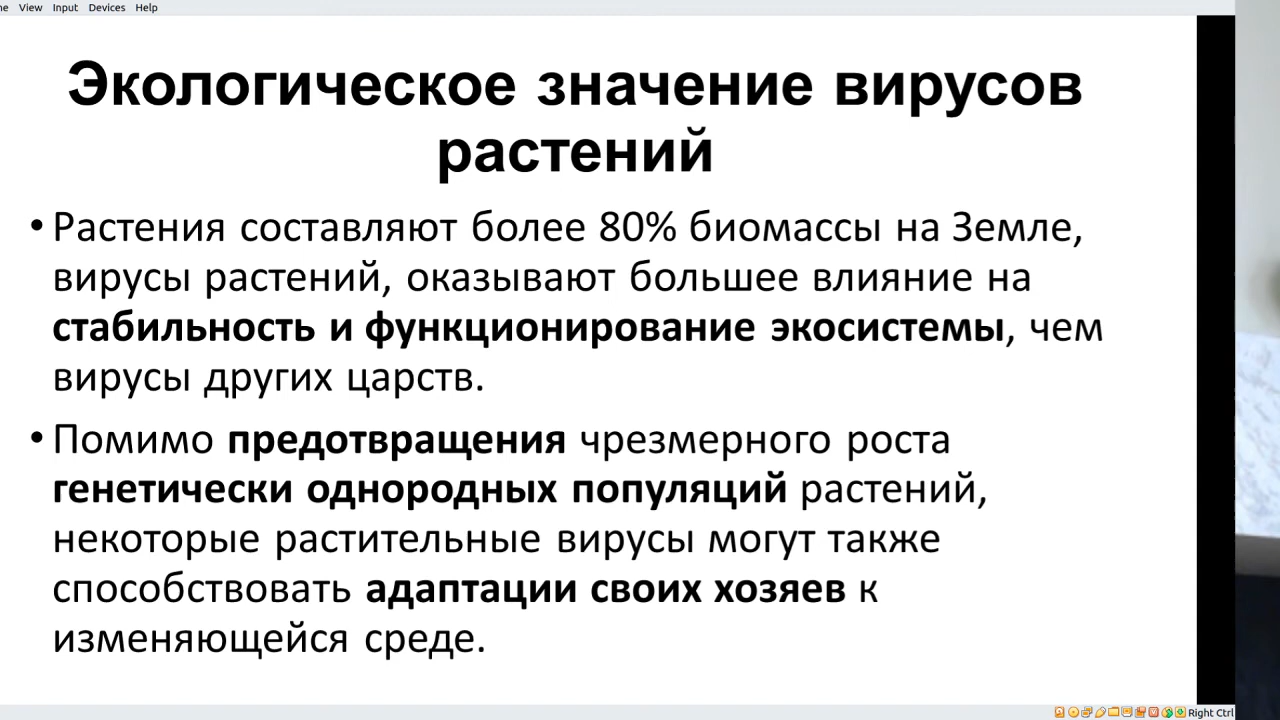 View Input Devices Help
Экологическое значение вирусов
растений
• Растения составляют более 80% биомассы на Земле,
вирусы растений, оказывают большее влияние на
стабильность и функционирование экосистемы, чем
вирусы других царств.
• Помимо предотвращения чрезмерного роста
генетически однородных популяций растений,
некоторые растительные вирусы могут также
способствовать адаптации своих хозяев к
изменяющейся среде.
Right Ctrl